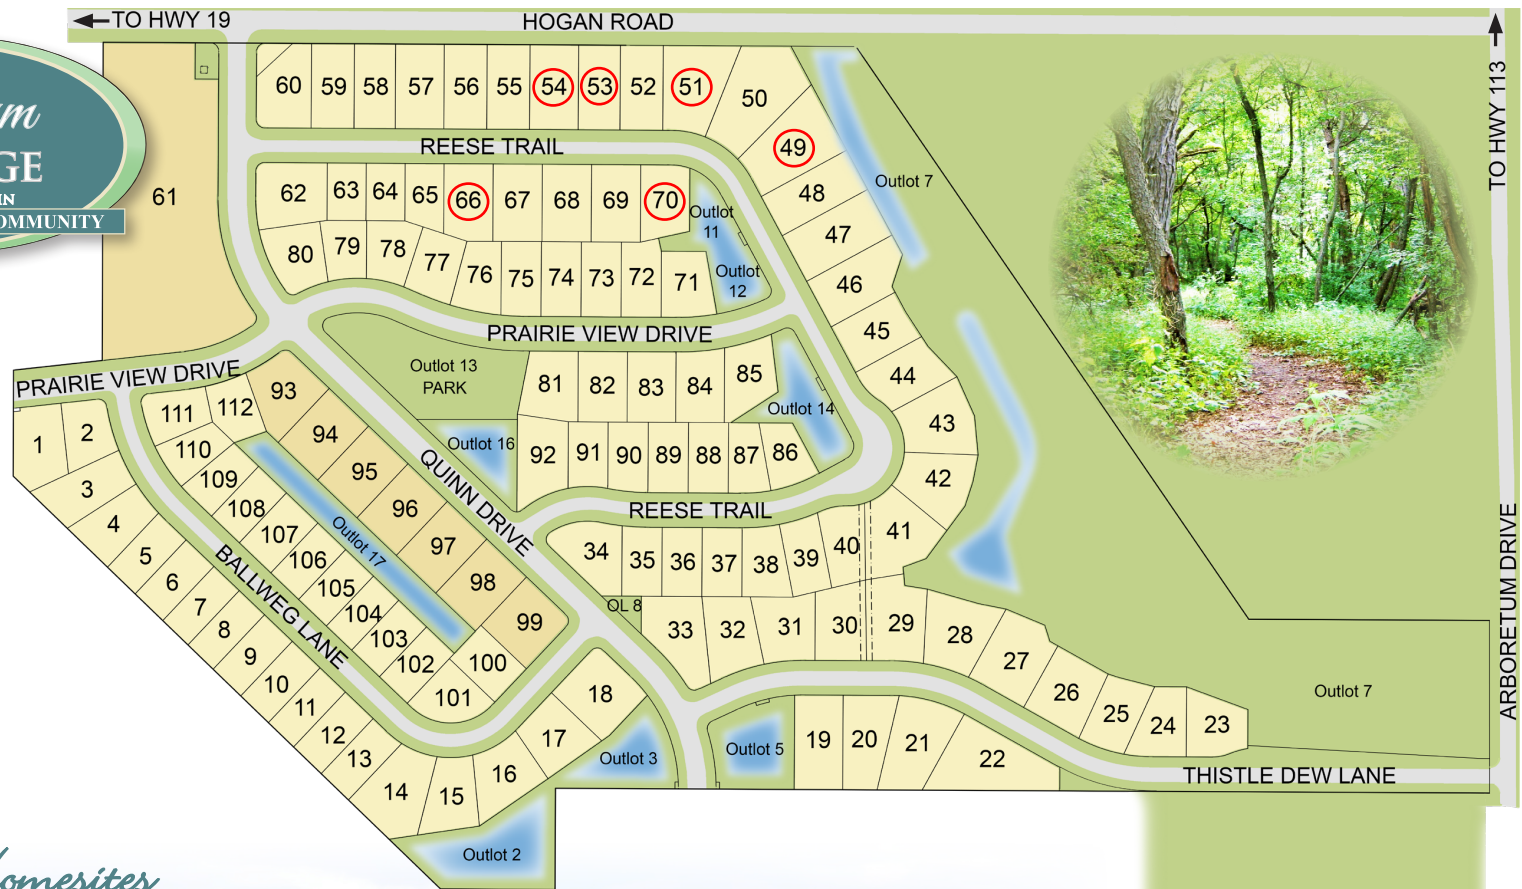 TO HWY 19
HOGAN ROAD
TO HWY 113
GE
IN
OMMUNITY
61
60 59 58 57 56 55 54 53 52 51 50
49
REESE TRAIL
48
Outlot 7
62 63 64 65 66 67 68 69 70
Outlot
11
47
80 79 78 77 76 75 74 73 72 71
Outlot
12
46
45
PRAIRIE VIEW DRIVE
44
Outlot 13
PARK
81 82 83 84 85
43
Outlot 14
PRAIRIE VIEW DRIVE
93
111 112
1 2
94
110
Outlot 16
92 91 90 89 88 87 86
42
QUINN DRIVE
95
109
3
96
108
REESE TRAIL
4
107
Outlot 17
97
34 35 36 37 38 39 40 41
5
106
98
6
105
BALLWEG LANE
7
104
99
OL 8
8
103
33 32 31 30 29 28 27 26 25 24 23
9
102
100
10
101
18
11
12
17
13
16
14 15
Outlot 3
Outlot 5
19 20 21 22
Outlot 7
ARBORETUM DRIVE
THISTLE DEW LANE
Outlot 2
omesites